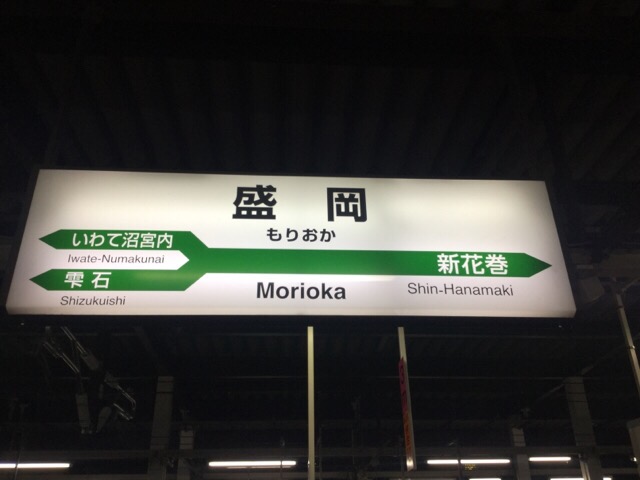 盛岡
もりおか
いわて沼宮内
Iwate-Numakunai
雫石
Shizukuishi
Morioka
新花巻
Shin-Hanamaki